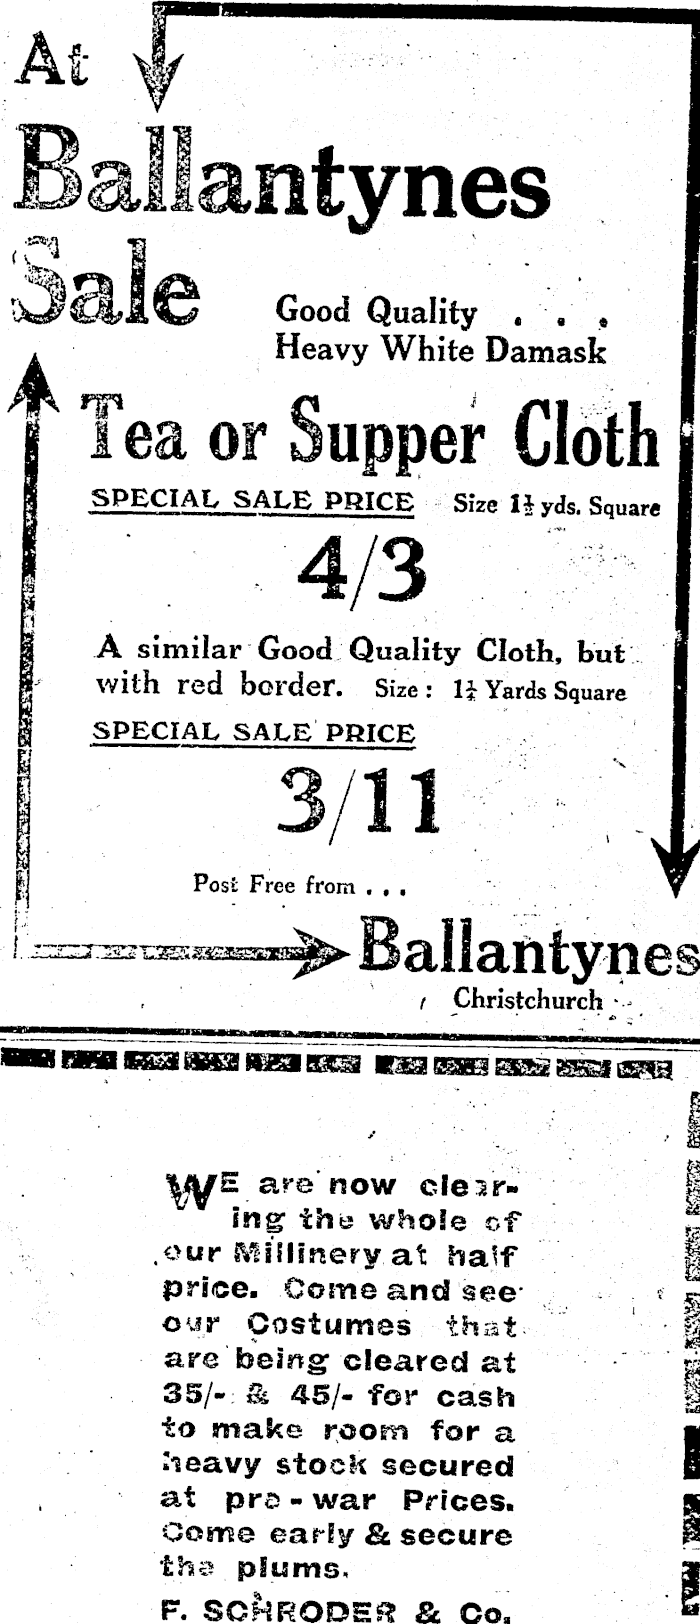 At
Ballantynes
Sale
Good Quality . . .
Heavy White Damask
Tea or Supper Cloth
SPECIAL SALE PRICE Size 1½ yds. Square
4/3
A similar Good Quality Cloth, but
with red border. Size : 1¼ Yards Square
SPECIAL SALE PRICE
3/11
Post Free from . . .
Ballantynes
Christchurch
WE are now clear-
ing the whole of
our Millinery at half
price. Come and see
our Costumes that
are being cleared at
35/- & 45/- for cash
to make room for a
heavy stock secured
at pre-war Prices.
Come early & secure
the plums.
F. SCHRODER & Co.